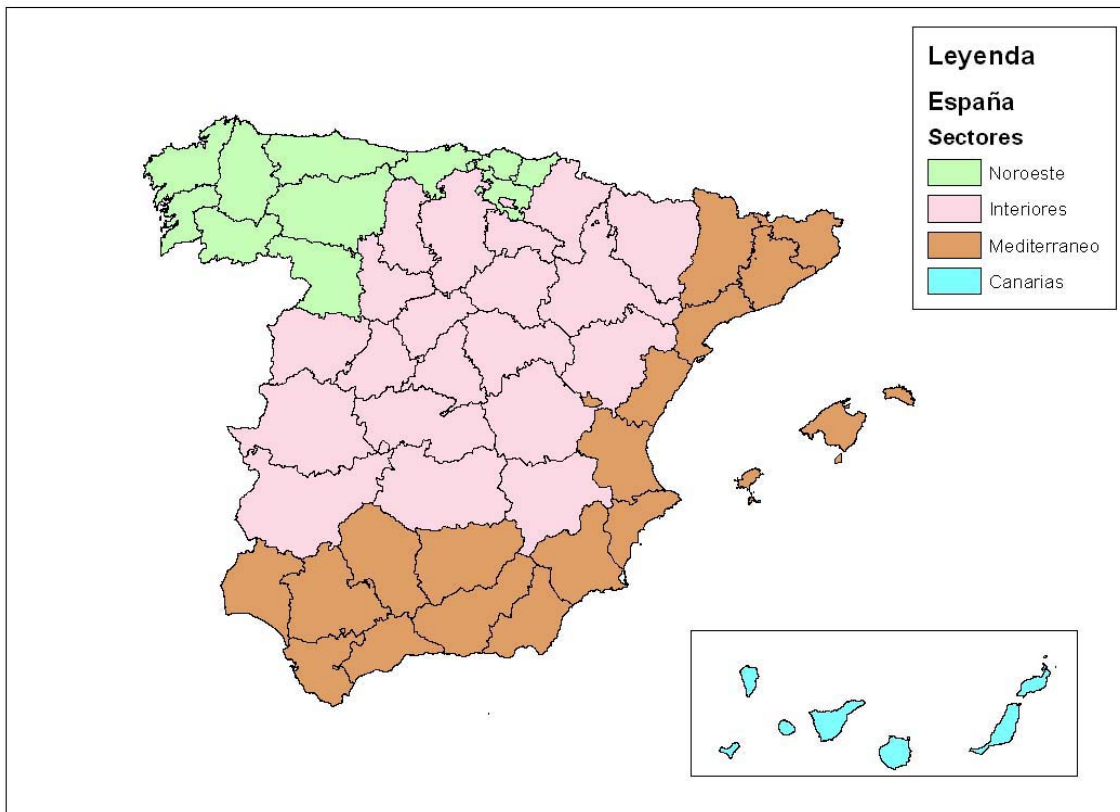 Leyenda
España
Sectores
Noroeste
Interiores
Mediterraneo
Canarias